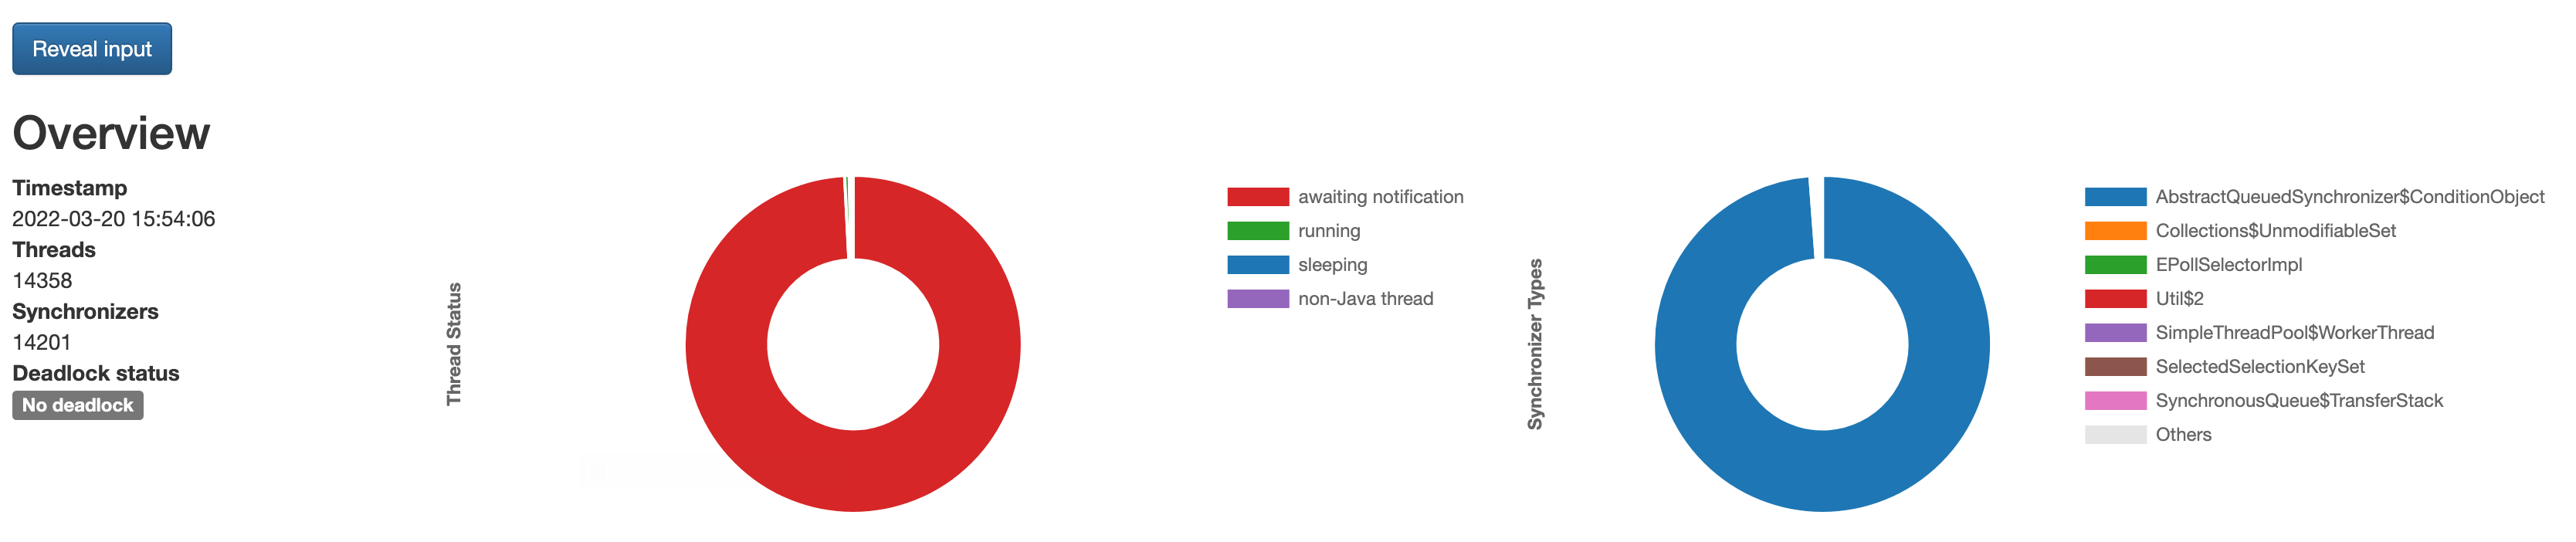 Reveal input
Overview
Timestamp
2022-03-20 15:54:06
Threads
14358
Synchronizers
14201
Deadlock status
No deadlock
Thread Status
awaiting notification
running
sleeping
non-Java thread
Synchronizer Types
AbstractQueuedSynchronizer$ConditionObject
Collections$UnmodifiableSet
EPollSelectorImpl
Util$2
SimpleThreadPool$WorkerThread
SelectedSelectionKeySet
SynchronousQueue$TransferStack
Others